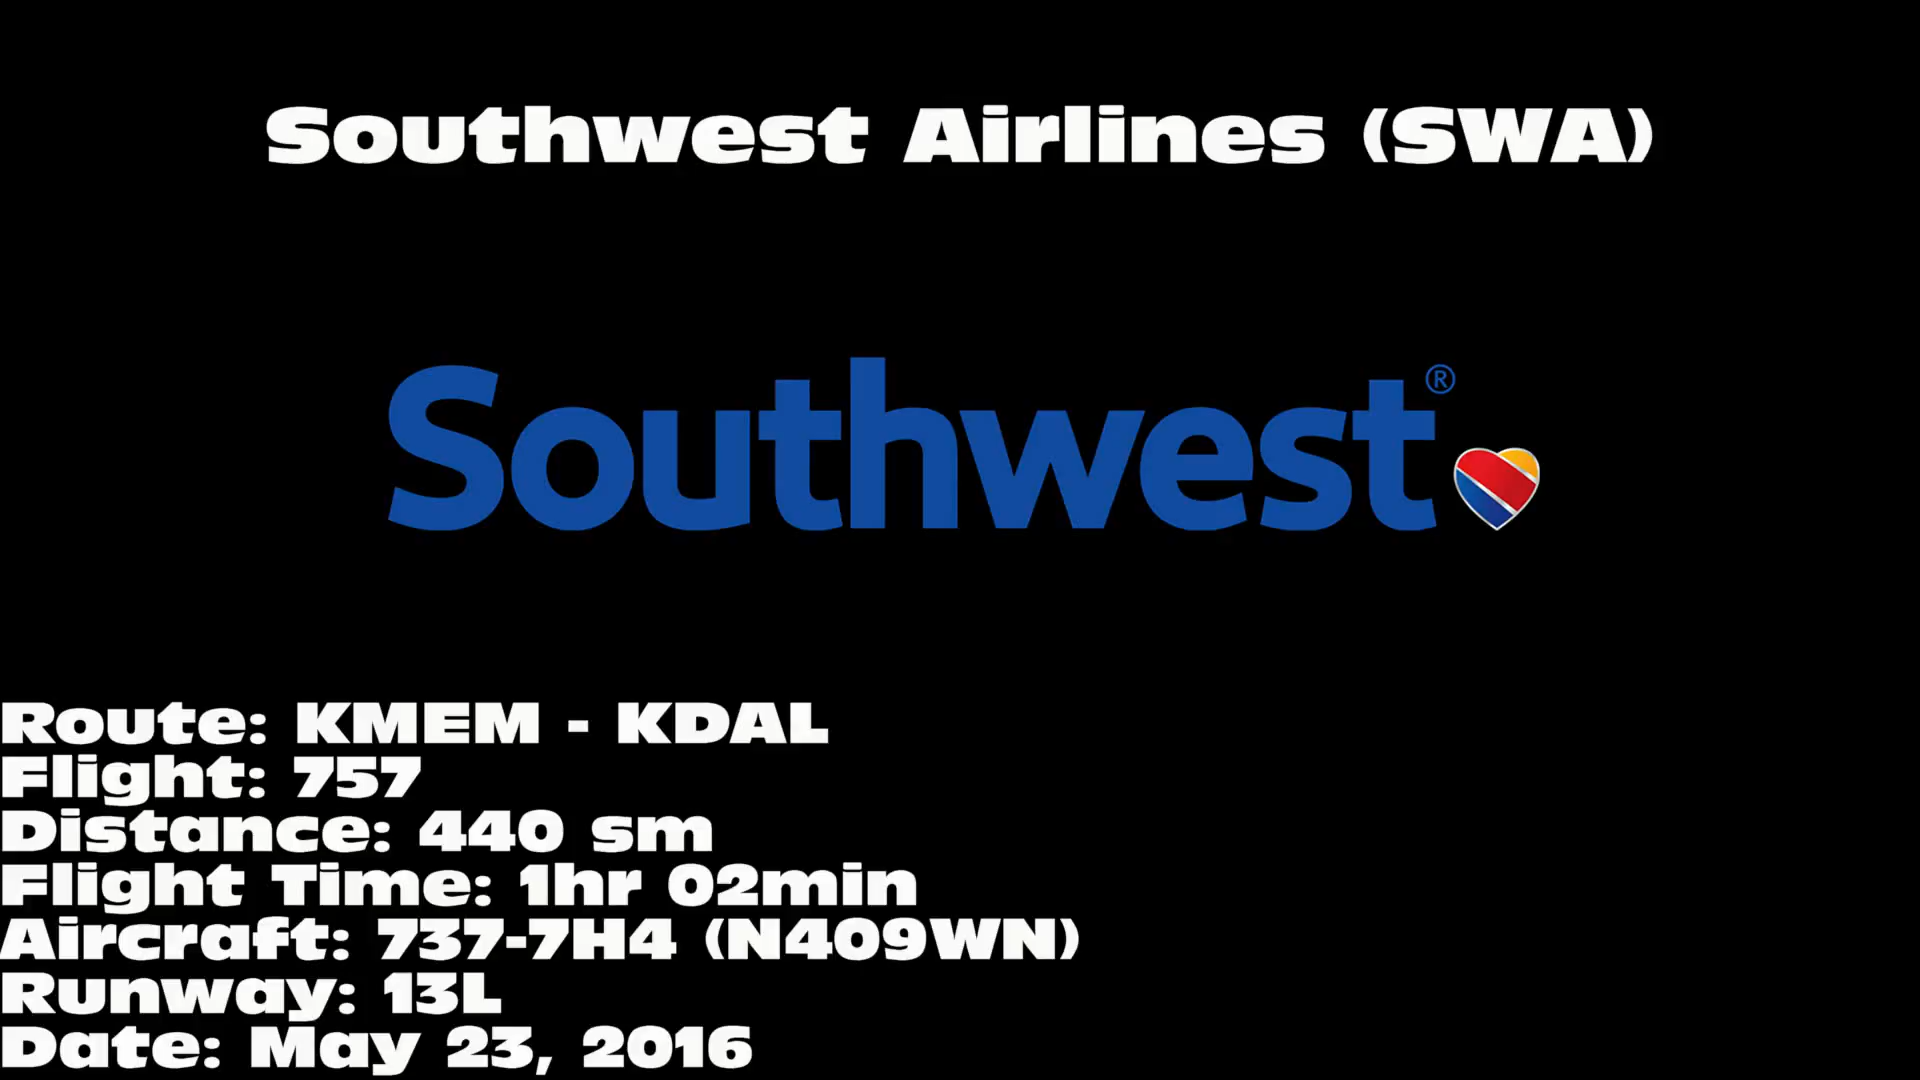 Southwest Airlines (SWA)
Southwest®
Route: KMEM - KDAL
Flight: 757
Distance: 440 sm
Flight Time: 1hr 02min
Aircraft: 737-7H4 (N409WN)
Runway: 13L
Date: May 23, 2016